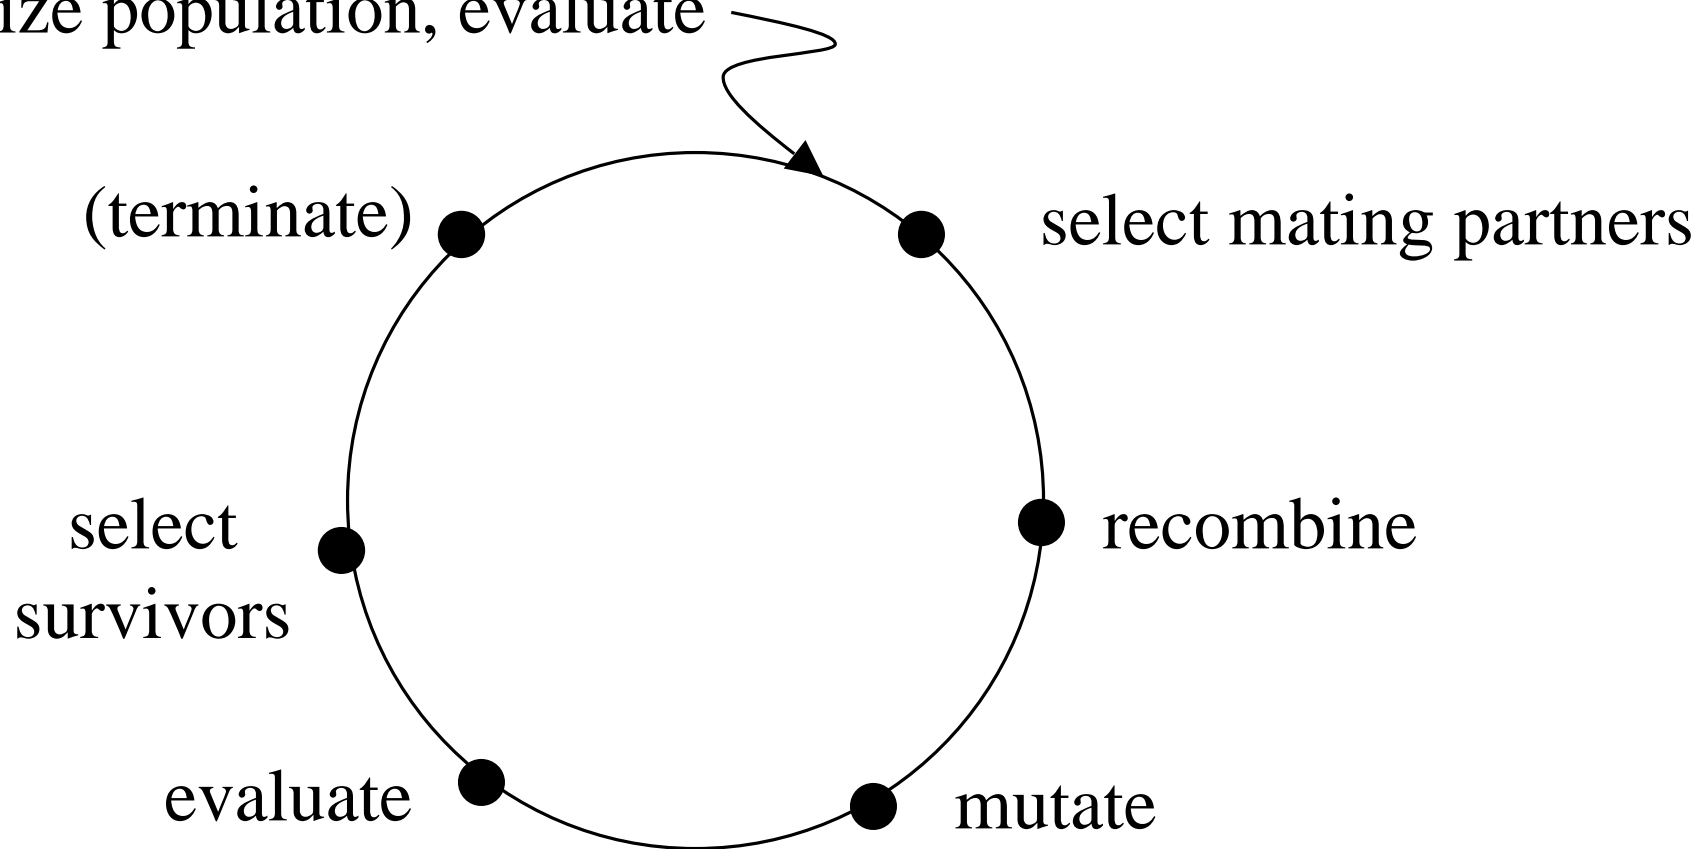 ize population, evaluate
(terminate)
select mating partners
select
survivors
recombine
evaluate
mutate